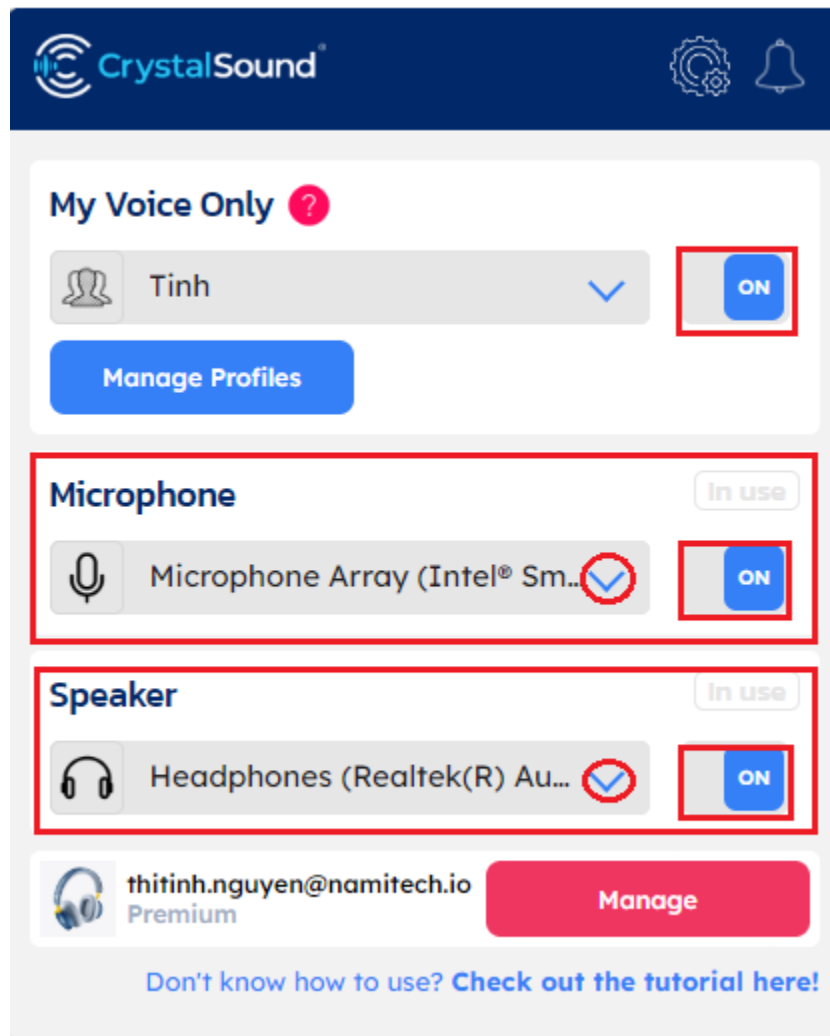 CrystalSound®
My Voice Only ?
Tinh
ON
Manage Profiles
Microphone
In use
Microphone Array (Intel® Sm...
ON
Speaker
In use
Headphones (Realtek(R) Au...
ON
thitinh.nguyen@namitech.io
Premium
Manage
Don't know how to use? Check out the tutorial here!